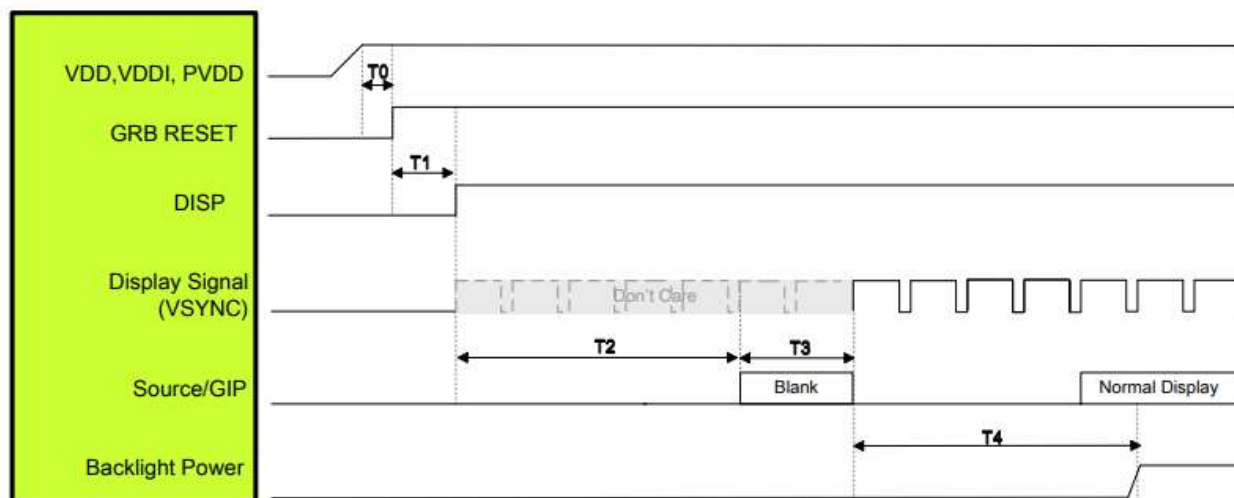 VDD,VDDI, PVDD
T0
GRB RESET
T1
DISP
Display Signal
(VSYNC)
Don't Care
T2
T3
Source/GIP
Blank
Normal Display
T4
Backlight Power